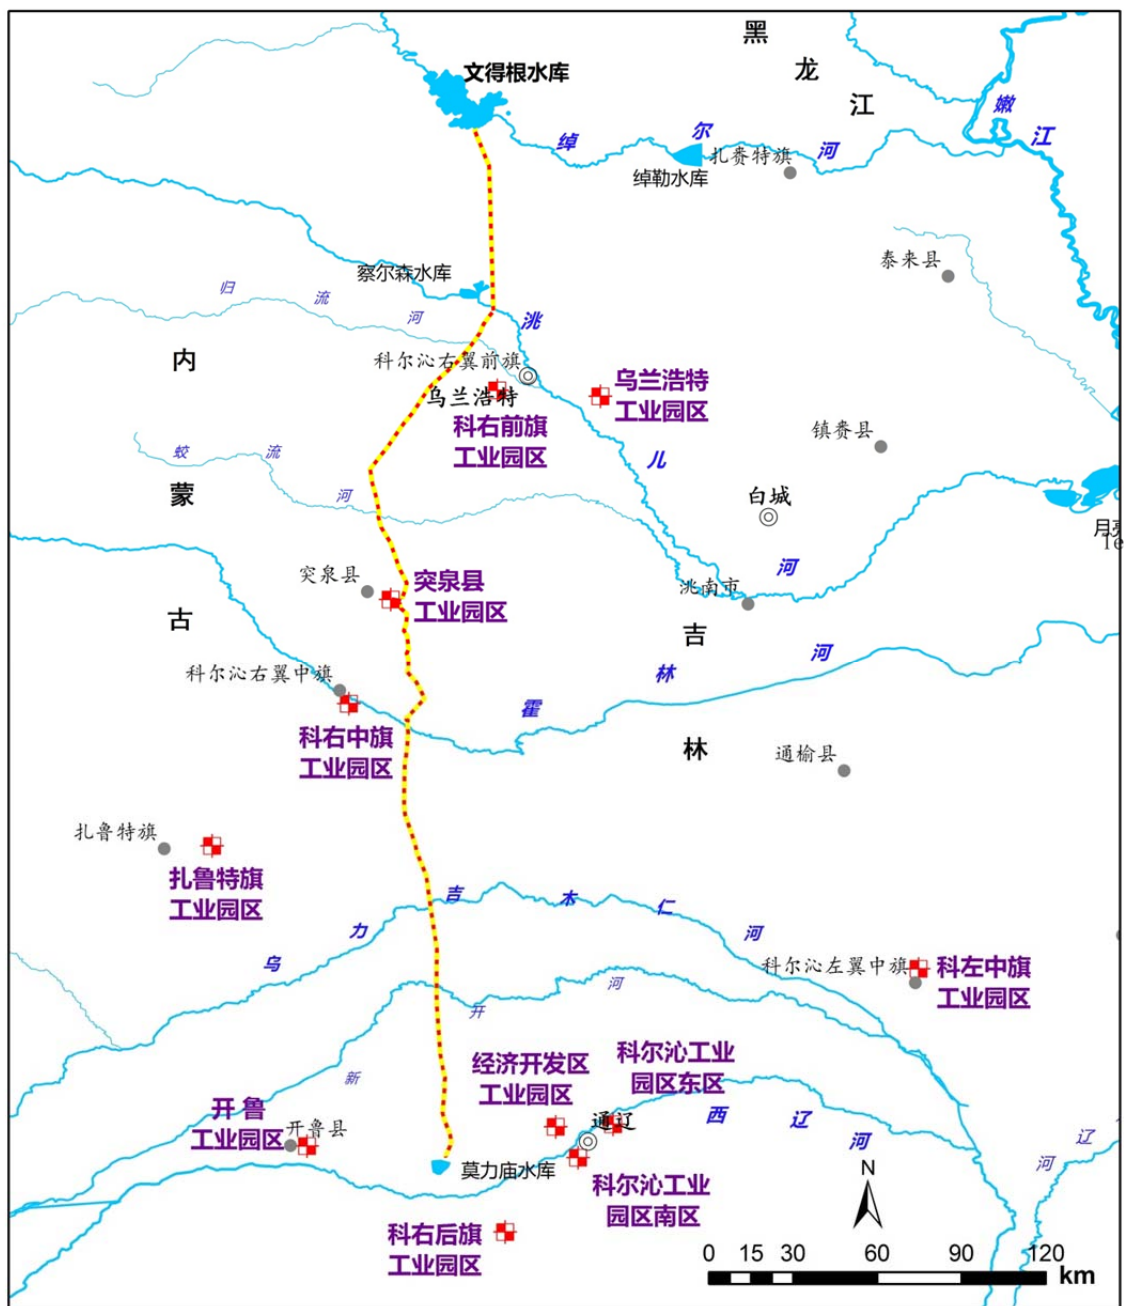 黑
龙
江
文得根水库
嫩
江
绰
尔
河
扎赉特旗
绰勒水库
泰来县
察尔森水库
归
流
河
洮
内
科尔沁右翼前旗
乌兰浩特
乌兰浩特
工业园区
科右前旗
工业园区
镇赉县
蛟
流
河
儿
蒙
白城
河
突泉县
突泉县
工业园区
洮南市
古
吉
林
河
科尔沁右翼中旗
霍
科右中旗
工业园区
林
通榆县
扎鲁特旗
扎鲁特旗
工业园区
乌
力
吉
木
仁
河
科尔沁左翼中旗
科左中旗
工业园区
新
开
河
经济开发区
工业园区
科尔沁工业
园区东区
开鲁
工业园区
开鲁县
通辽
西
辽
河
辽
河
莫力庙水库
科尔沁工业
园区南区
科右后旗
工业园区
N
0 15 30 60 90 120
km